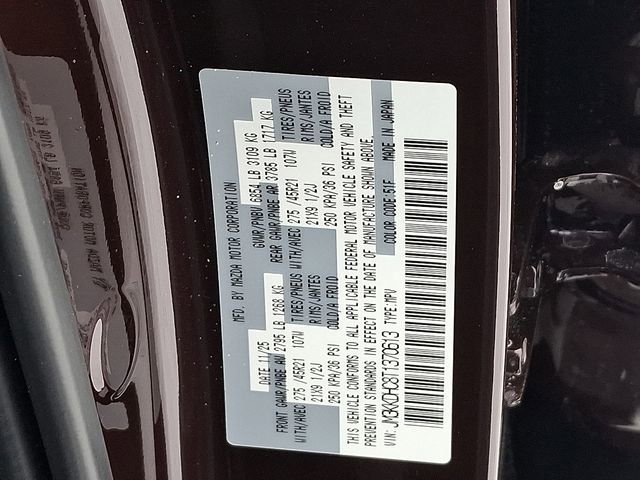 MFD. BY MAZDA MOTOR CORPORATION
DATE 11/25 GVWR/PNBV 6854 LB 3109 KG
FRONT GAWR/PNBE AV 2795 LB 1268 KG REAR GAWR/PNBE AR 3785 LB 1717 KG
WITH/AVEC 275 /45R21 107W TIRES/PNEUS WITH/AVEC 275 /45R21 107W TIRES/PNEUS
21X9 1/2J RIMS/JANTES 21X9 1/2J RIMS/JANTES
250 KPA/36 PSI COLD/A FROID 250 KPA/36 PSI COLD/A FROID
THIS VEHICLE CONFORMS TO ALL APPLICABLE FEDERAL MOTOR VEHICLE SAFETY AND THEFT
PREVENTION STANDARDS IN EFFECT ON THE DATE OF MANUFACTURE SHOWN ABOVE.
VIN: TYPE:MPV COLOR CODE:51F MADE IN JAPAN